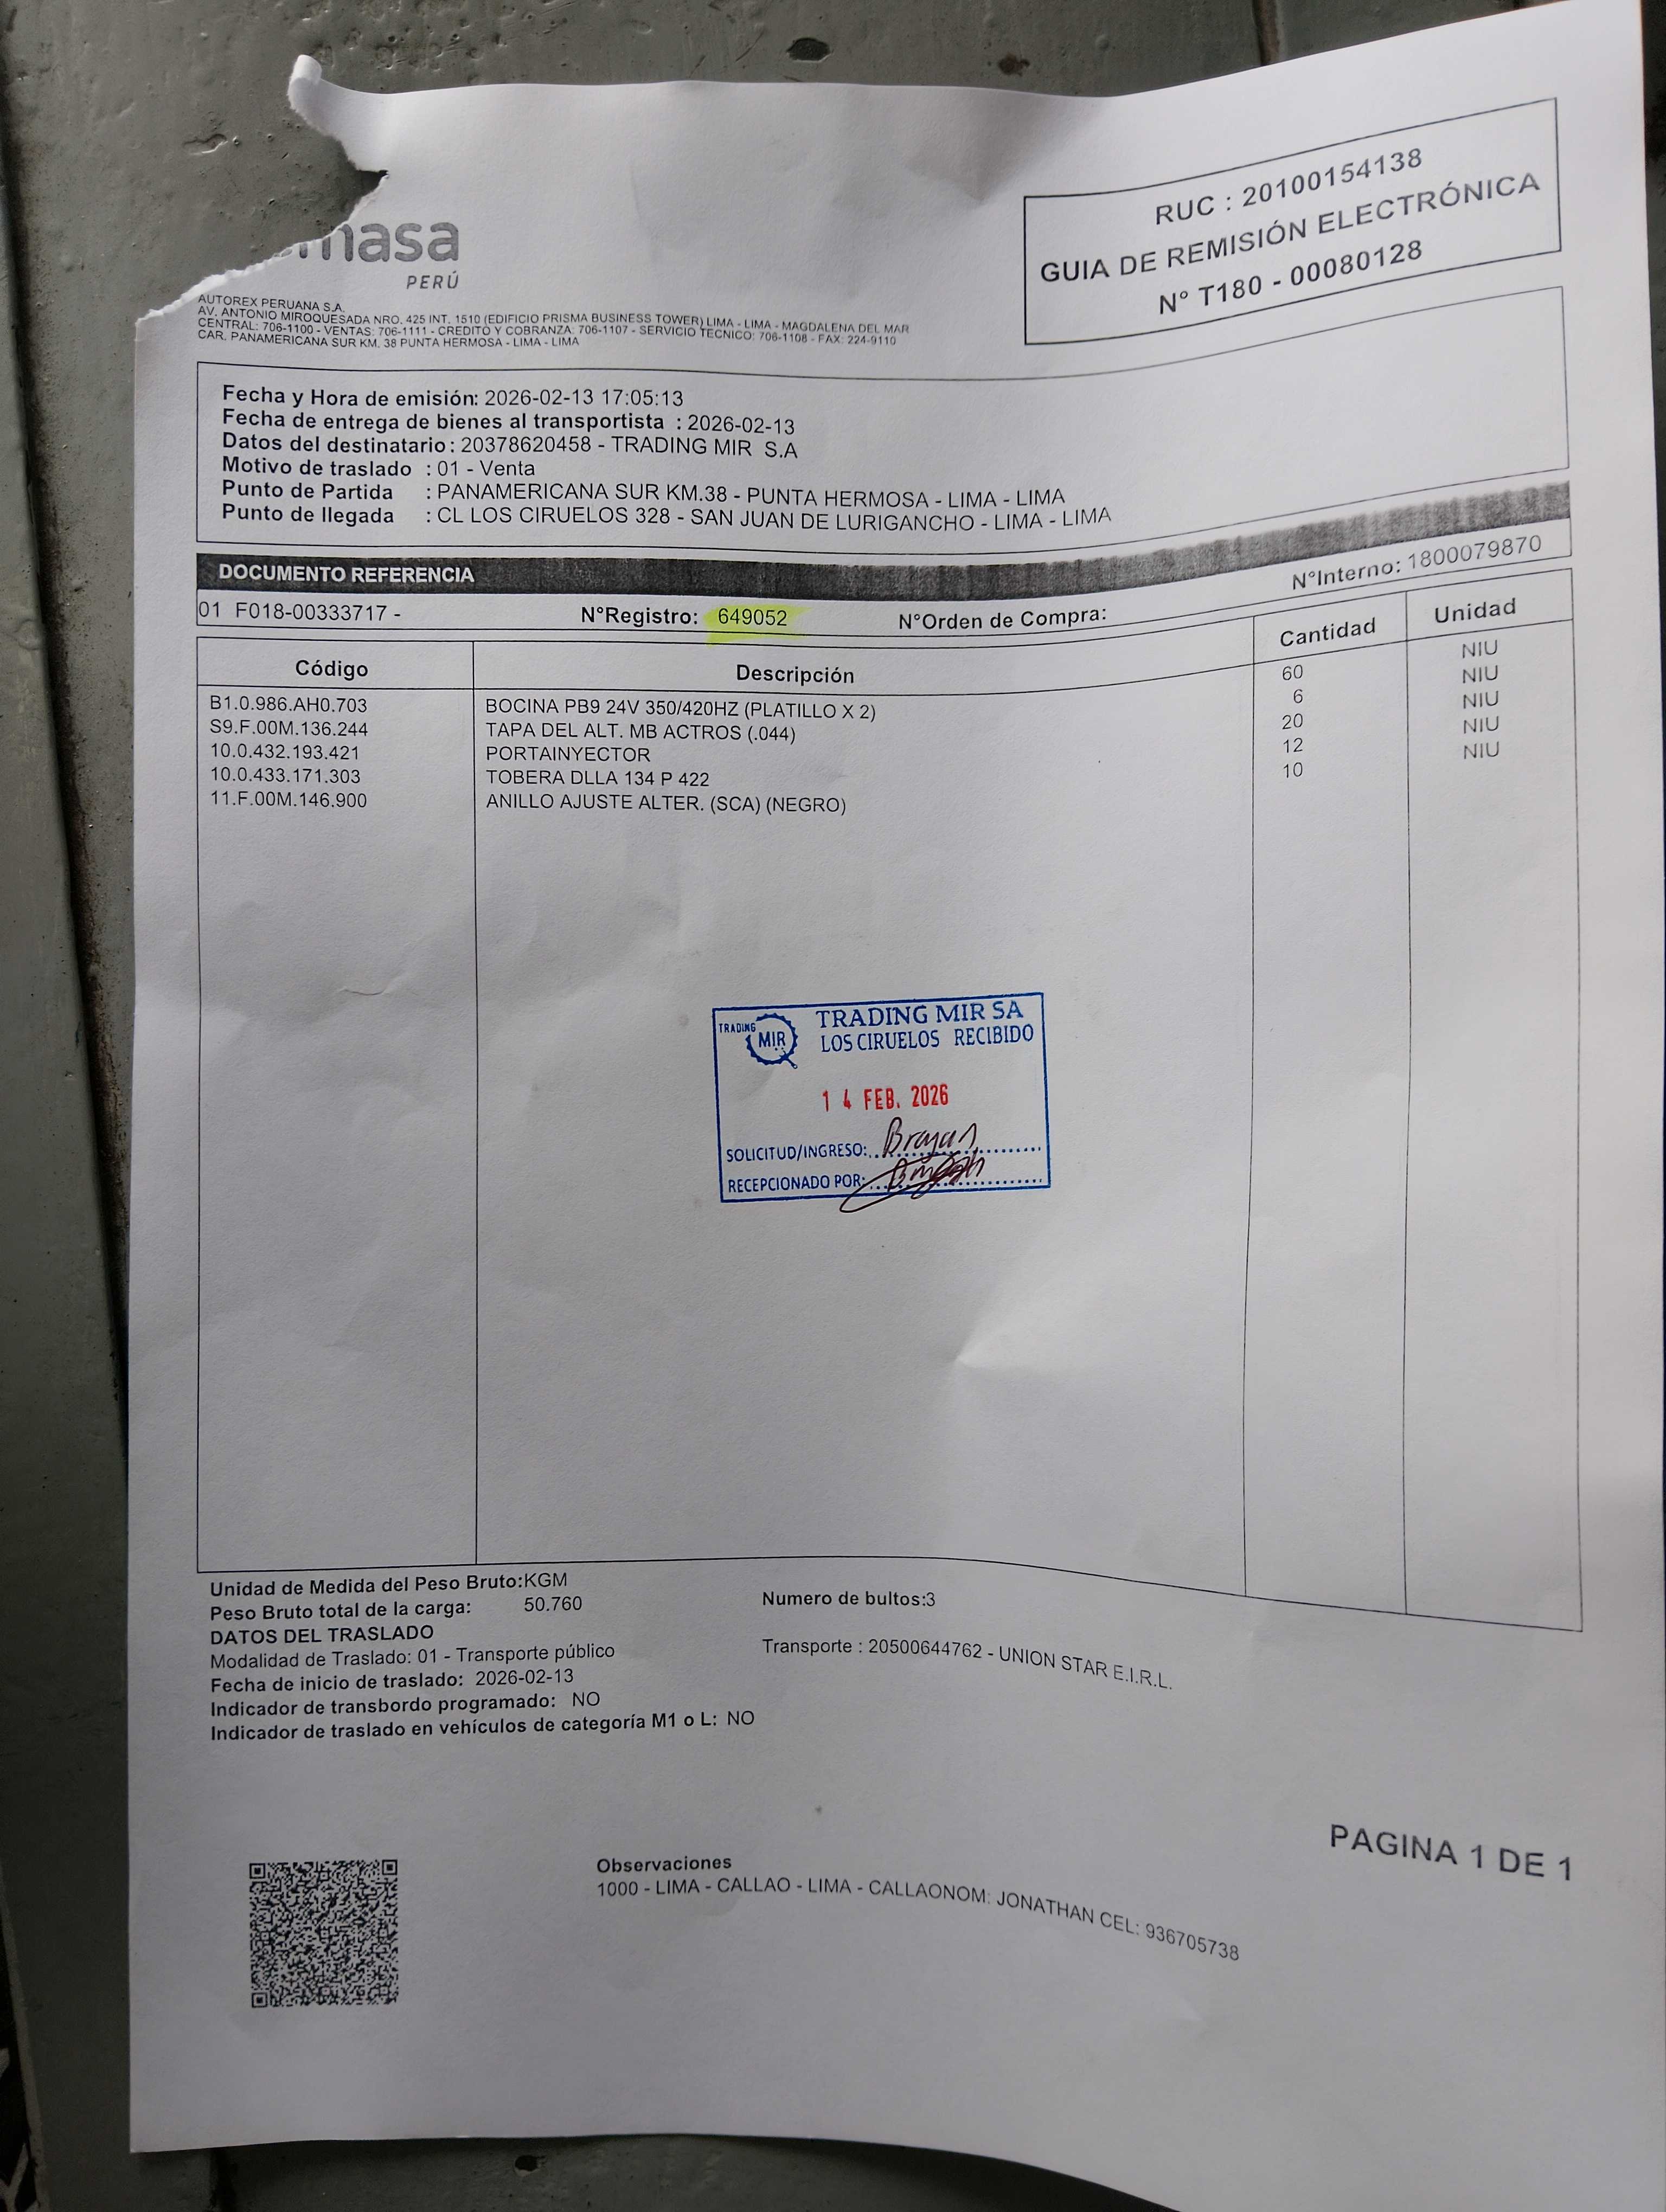 masa
PERÚ
RUC : 20100154138
GUIA DE REMISIÓN ELECTRÓNICA
N° T180 - 00080128
AUTOREX PERUANA S.A.
AV. ANTONIO MIROQUESADA NRO. 425 INT. 1510 (EDIFICIO PRISMA BUSINESS TOWER) LIMA - LIMA - MAGDALENA DEL MAR
CENTRAL: 706-1100 - VENTAS: 706-1111 - CREDITO Y COBRANZA: 706-1107 - SERVICIO TECNICO: 706-1108 - FAX: 224-9110
CAR. PANAMERICANA SUR KM. 38 PUNTA HERMOSA - LIMA - LIMA
Fecha y Hora de emisión: 2026-02-13 17:05:13
Fecha de entrega de bienes al transportista : 2026-02-13
Datos del destinatario : 20378620458 - TRADING MIR S.A
Motivo de traslado : 01 - Venta
Punto de Partida : PANAMERICANA SUR KM.38 - PUNTA HERMOSA - LIMA - LIMA
Punto de llegada : CL LOS CIRUELOS 328 - SAN JUAN DE LURIGANCHO - LIMA - LIMA
DOCUMENTO REFERENCIA
N°Interno: 1800079870
01 F018-00333717 - N°Registro: 649052 N°Orden de Compra:
Código Descripción Cantidad Unidad
B1.0.986.AH0.703 BOCINA PB9 24V 350/420HZ (PLATILLO X 2) 60 NIU
S9.F.00M.136.244 TAPA DEL ALT. MB ACTROS (.044) 6 NIU
10.0.432.193.421 PORTAINYECTOR 20 NIU
10.0.433.171.303 TOBERA DLLA 134 P 422 12 NIU
11.F.00M.146.900 ANILLO AJUSTE ALTER. (SCA) (NEGRO) 10 NIU
TRADING MIR
TRADING MIR SA
LOS CIRUELOS RECIBIDO
14 FEB. 2026
SOLICITUD/INGRESO: Brayan
RECEPCIONADO POR:
Unidad de Medida del Peso Bruto:KGM
Peso Bruto total de la carga: 50.760 Numero de bultos:3
DATOS DEL TRASLADO
Modalidad de Traslado: 01 - Transporte público Transporte : 20500644762 - UNION STAR E.I.R.L.
Fecha de inicio de traslado: 2026-02-13
Indicador de transbordo programado: NO
Indicador de traslado en vehículos de categoría M1 o L: NO
PAGINA 1 DE 1
Observaciones
1000 - LIMA - CALLAO - LIMA - CALLAONOM: JONATHAN CEL: 936705738